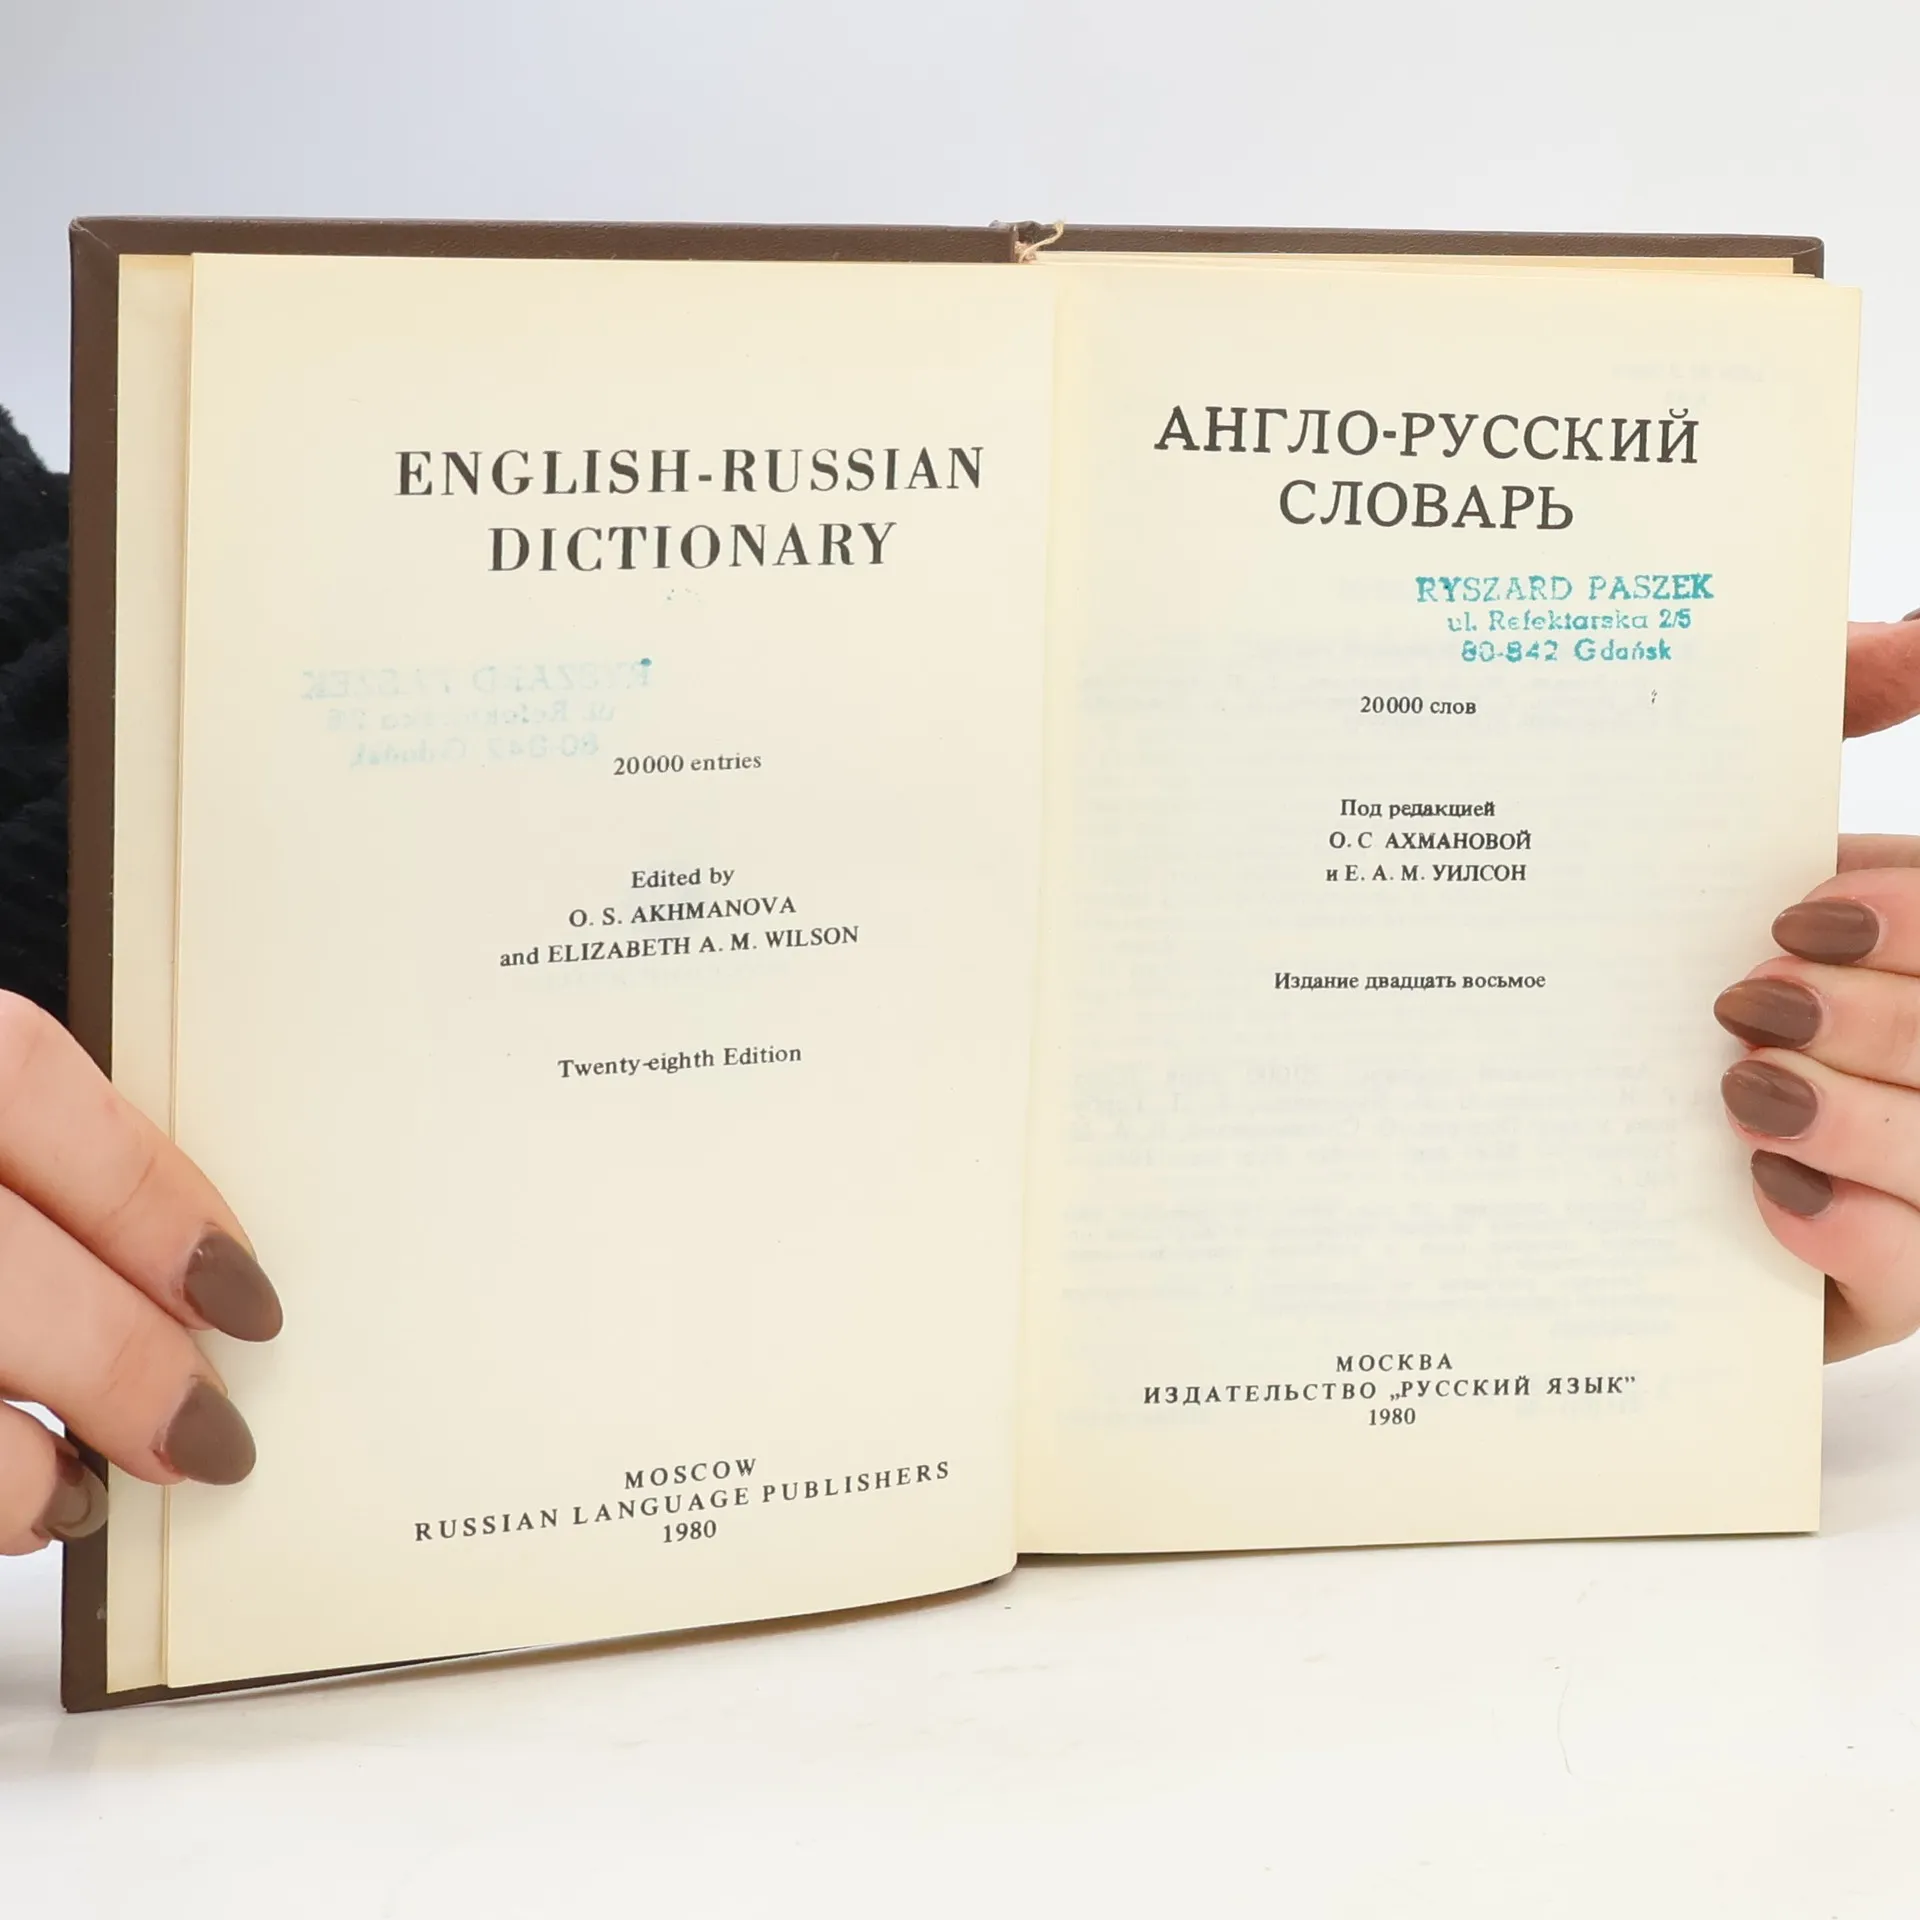 ENGLISH-RUSSIAN
DICTIONARY
20000 entries
Edited by
O. S. AKHMANOVA
and ELIZABETH A. M. WILSON
Twenty-eighth Edition
MOSCOW
RUSSIAN LANGUAGE PUBLISHERS
1980
АНГЛО-РУССКИЙ
СЛОВАРЬ
RYSZARD PASZEK
ul. Refektarska 2/5
80-842 Gdańsk
20000 слов
Под редакцией
О. С АХМАНОВОЙ
и Е. А. М. УИЛСОН
Издание двадцать восьмое
МОСКВА
ИЗДАТЕЛЬСТВО „РУССКИЙ ЯЗЫК”
1980